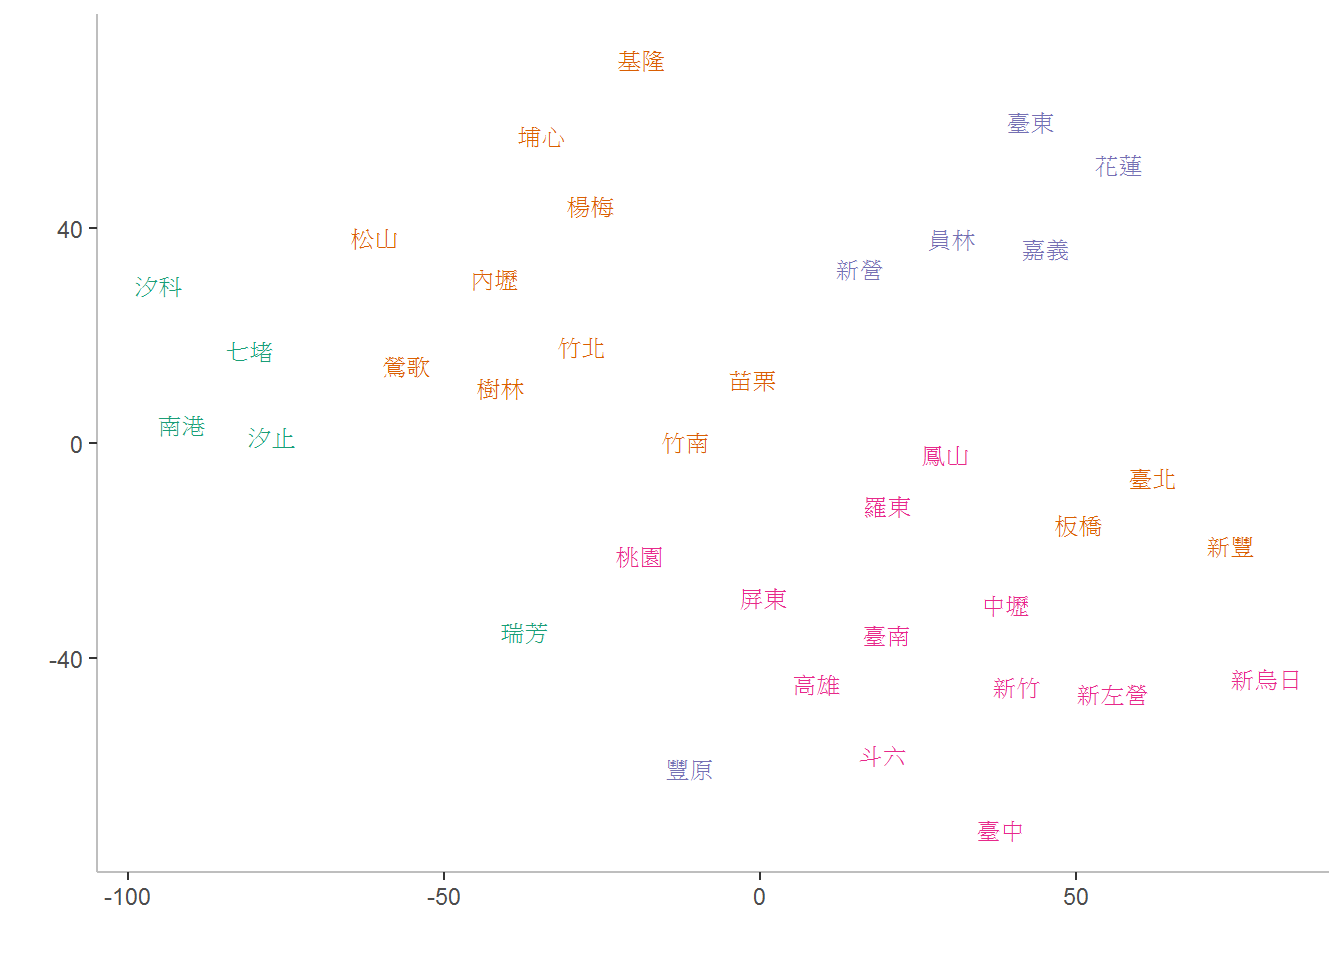 基隆
臺東
埔心
花蓮
楊梅
40
松山
員林
嘉義
新營
內壢
汐科
竹北
七堵
鶯歌
苗栗
樹林
南港
汐止
0
竹南
鳳山
臺北
羅東
板橋
新豐
桃園
屏東
中壢
瑞芳
臺南
-40
新烏日
高雄
新竹
新左營
斗六
豐原
臺中
-100
-50
0
50